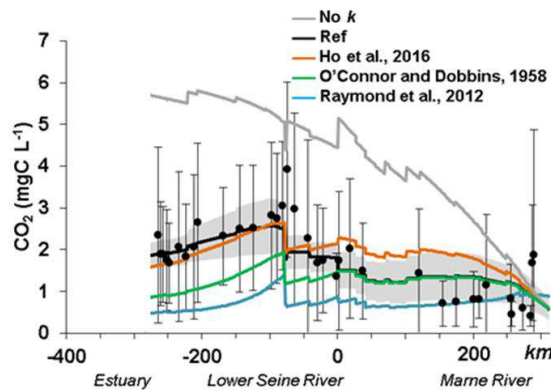 No k
Ref
Ho et al., 2016
O'Connor and Dobbins, 1958
Raymond et al., 2012
CO₂ (mgC L⁻¹)
7
6
5
4
3
2
1
0
-400 -200 0 200 km
Estuary Lower Seine River Marne River